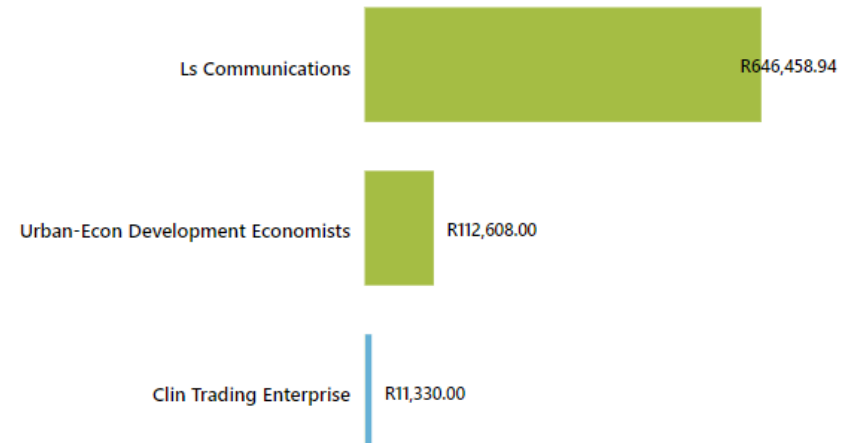 Ls Communications R646,458.94
Urban-Econ Development Economists R112,608.00
Clin Trading Enterprise R11,330.00